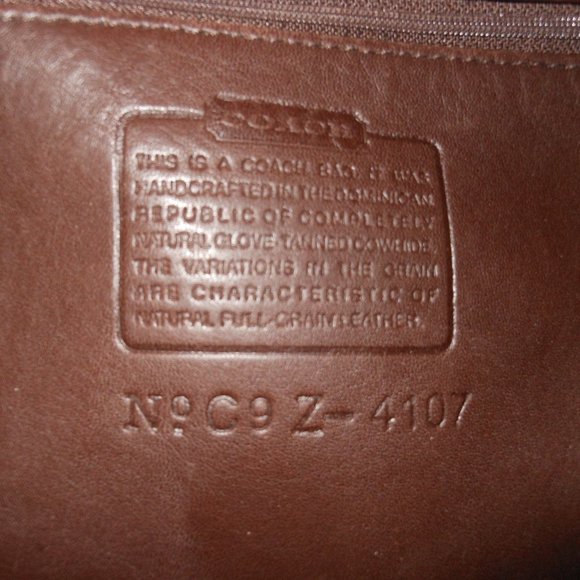 COACH
THIS IS A COACH BAG. IT WAS
HANDCRAFTED IN THE DOMINICAN
REPUBLIC OF COMPLETELY
NATURAL GLOVE-TANNED COWHIDE.
THE VARIATIONS IN THE GRAIN
ARE CHARACTERISTIC OF
NATURAL FULL-GRAIN LEATHER.
Nº C9Z-4107